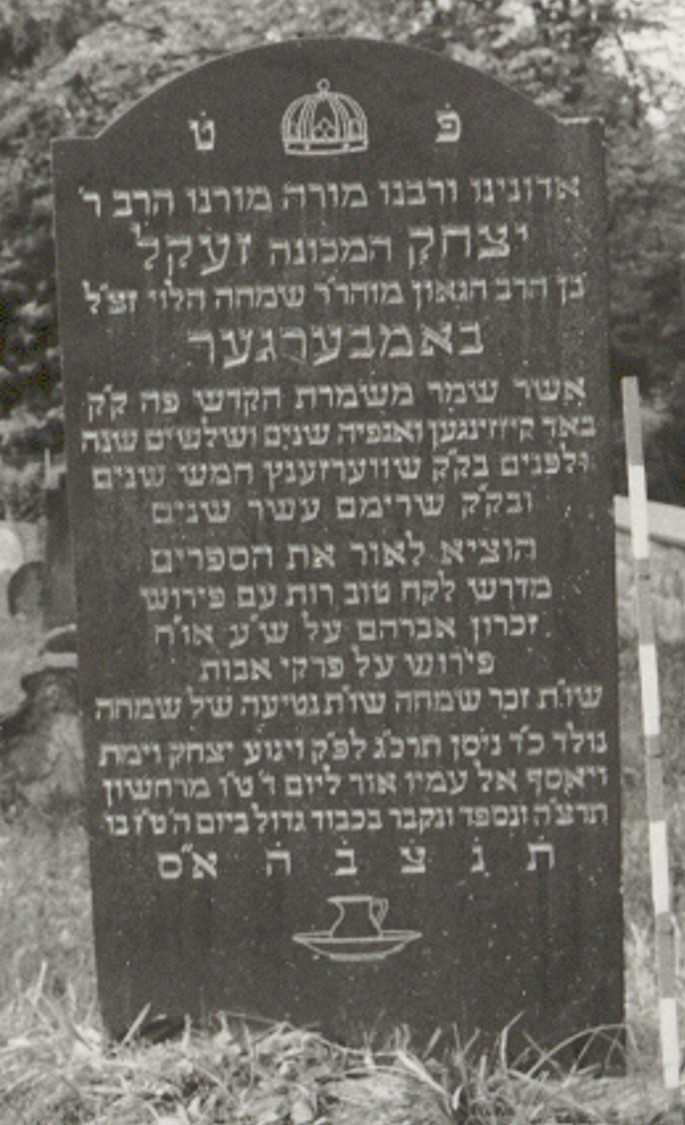 פ ט
אדונינו ורבנו מורה מורנו הרב ר'
יצחק המכונה זעקל
בן הרב הגאון מוהר"ר שמחה הלוי זצ"ל
באמבערגער
אשר שמר משמרת הקדש פה ק"ק
באד קיזזינגען ואגפיה שנים ושלשים שנה
ולפנים בק"ק שווערזענץ חמש שנים
ובק"ק שרימם עשר שנים
הוציא לאור את הספרים
מדרש לקח טוב רות עם פירוש
זכרון אברהם על ש"ע או"ח
פירוש על פרקי אבות
שו"ת זכר שמחה שו"ת נטיעה של שמחה
נולד כ"ד ניסן תרכ"ג לפ"ק ויגוע יצחק וימת
ויאסף אל עמיו אור ליום ד' ט"ו מרחשון
תרצ"ה ונספד ונקבר בכבוד גדול ביום ה' ט"ז בו
ת נ צ ב ה א"ס